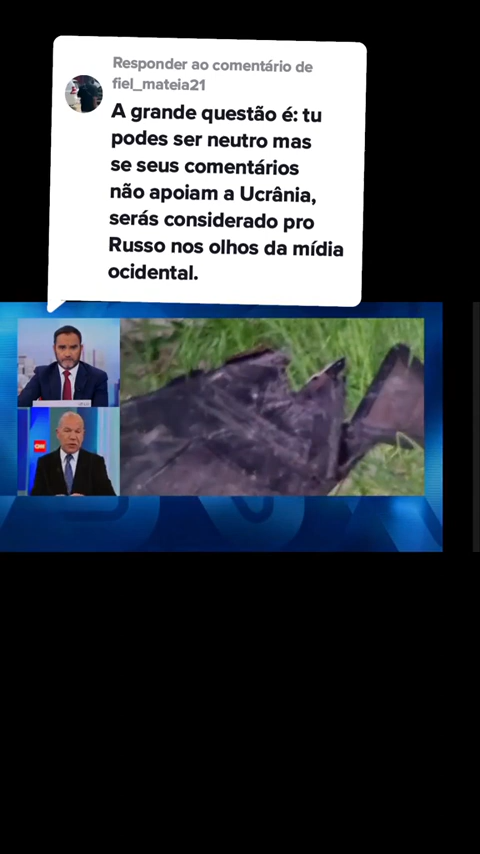 Responder ao comentário de
fiel_mateia21
A grande questão é: tu
podes ser neutro mas
se seus comentários
não apoiam a Ucrânia,
serás considerado pro
Russo nos olhos da mídia
ocidental.
CNN